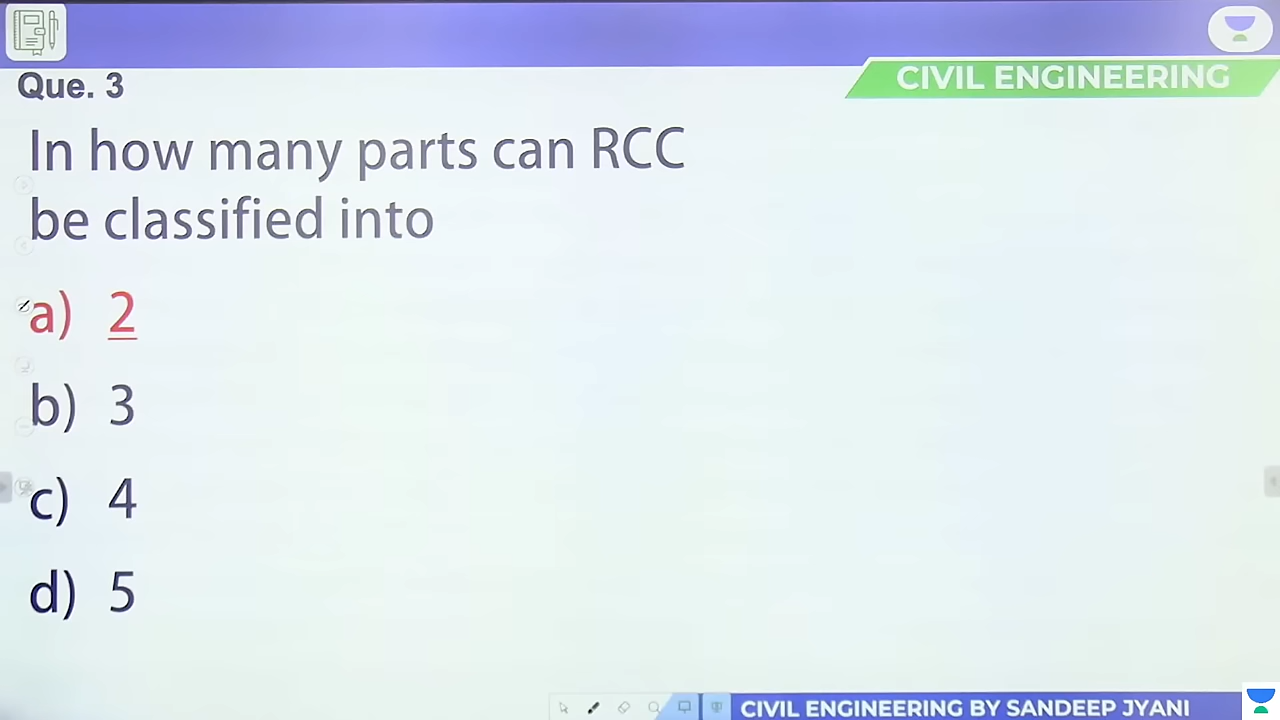 Que. 3
CIVIL ENGINEERING
In how many parts can RCC
be classified into
a) 2
b) 3
c) 4
d) 5
CIVIL ENGINEERING BY SANDEEP JYANI